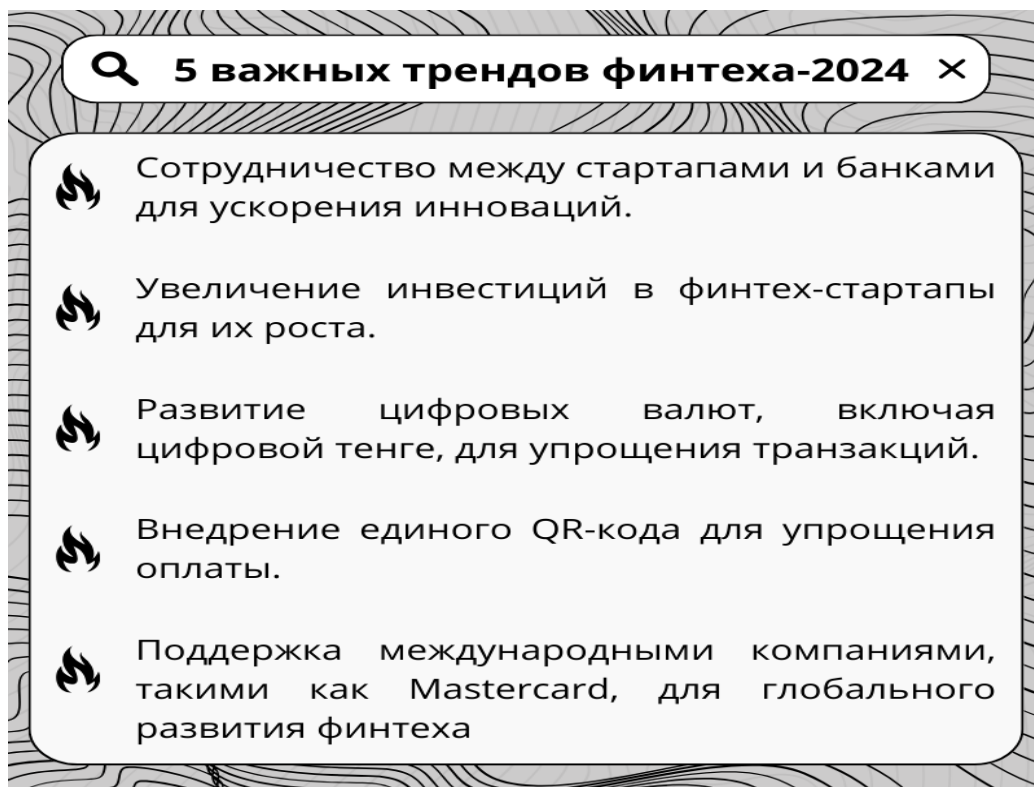 5 важных трендов финтеха-2024
Сотрудничество между стартапами и банками
для ускорения инноваций.
Увеличение инвестиций в финтех-стартапы
для их роста.
Развитие цифровых валют, включая
цифровой тенге, для упрощения транзакций.
Внедрение единого QR-кода для упрощения
оплаты.
Поддержка международными компаниями,
такими как Mastercard, для глобального
развития финтеха